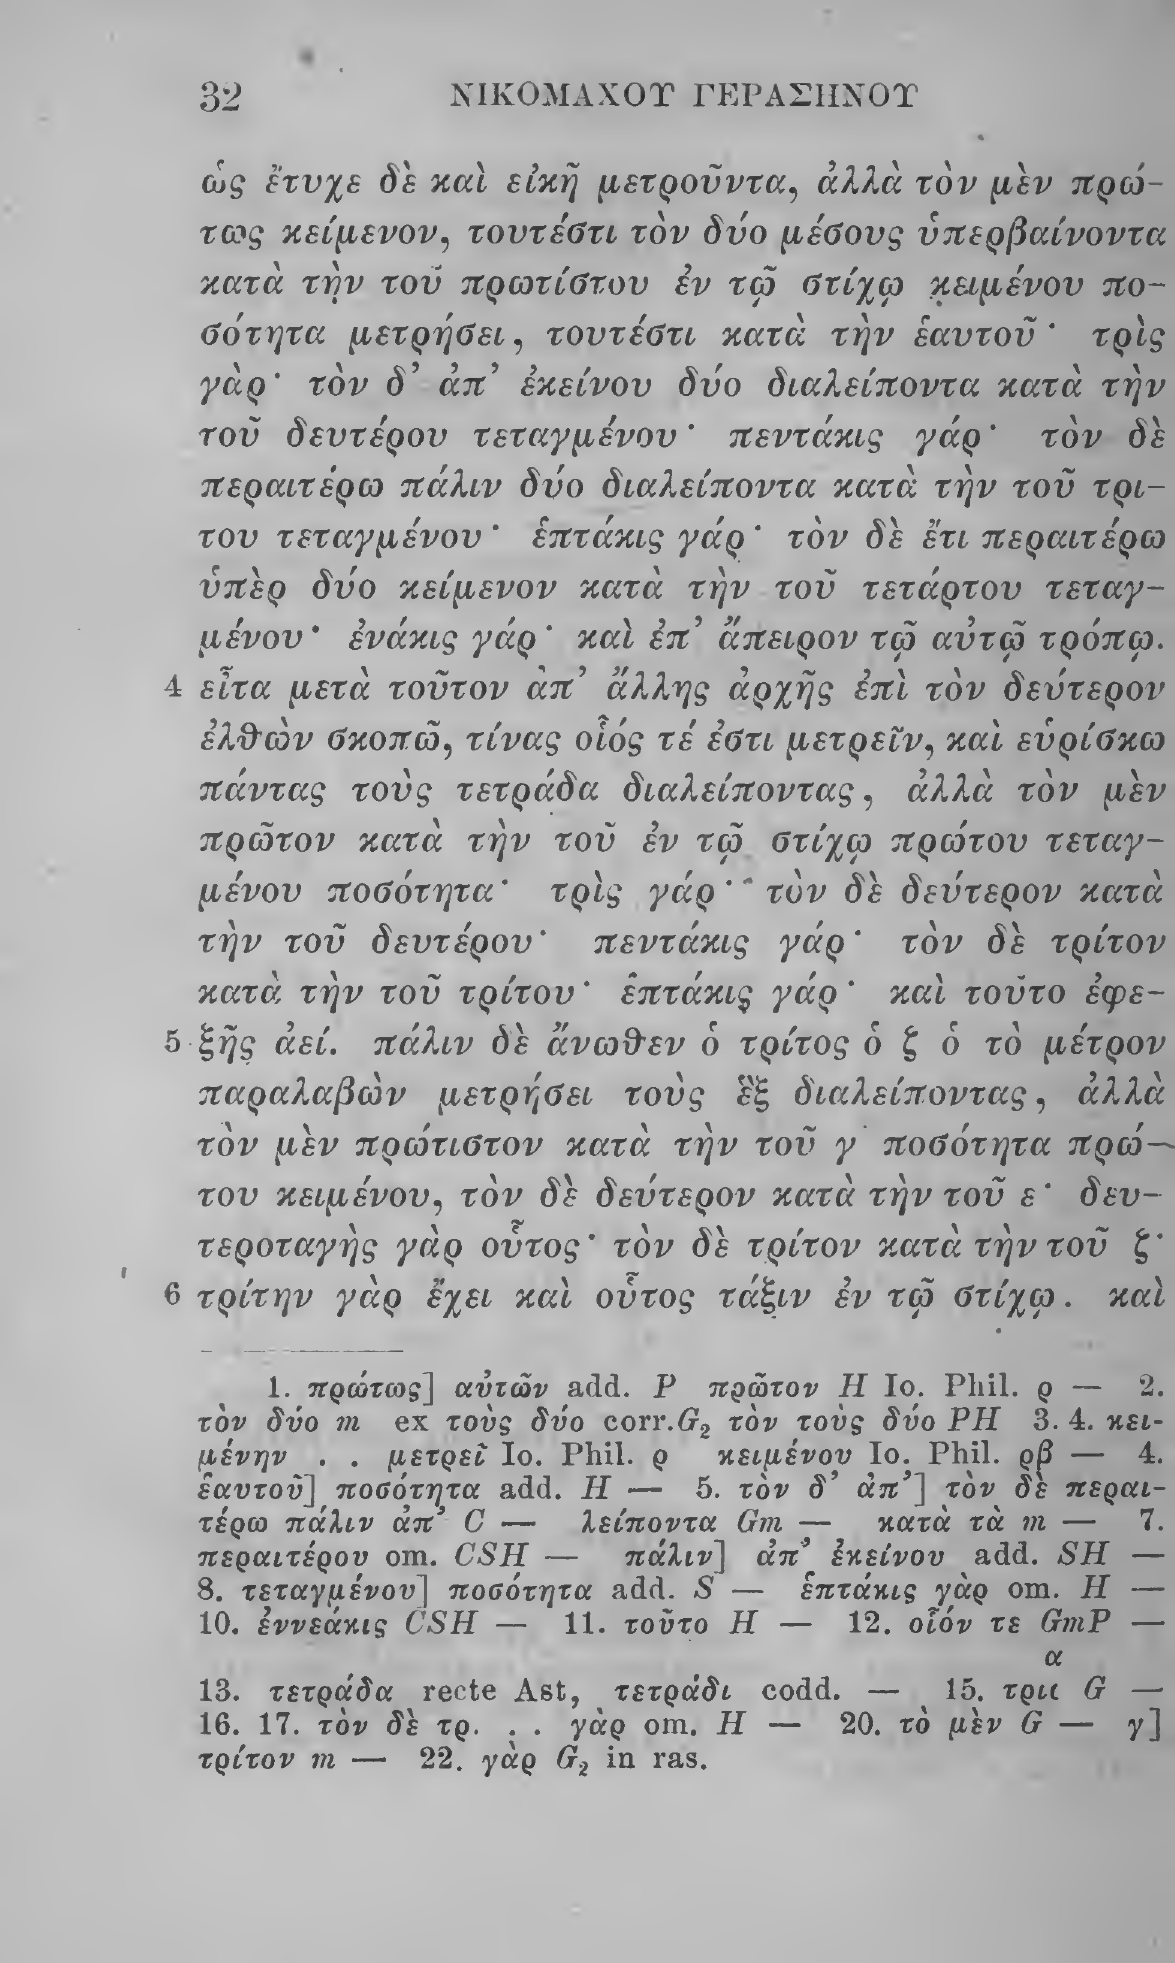 32 ΝΙΚΟΜΑΧΟΥ ΓΕΡΑΣΗΝΟΥ
ὡς ἔτυχε δὲ καὶ εἰκῆ μετροῦντα, ἀλλὰ τὸν μὲν πρώ-
τως κείμενον, τουτέστι τὸν δύο μέσους ὑπερβαίνοντα
κατὰ τὴν τοῦ πρωτίστου ἐν τῷ στίχῳ κειμένου πο-
σότητα μετρήσει, τουτέστι κατὰ τὴν ἑαυτοῦ· τρὶς
γάρ· τὸν δ’ ἀπ’ ἐκείνου δύο διαλείποντα κατὰ τὴν
τοῦ δευτέρου τεταγμένου· πεντάκις γάρ· τὸν δὲ
περαιτέρω πάλιν δύο διαλείποντα κατὰ τὴν τοῦ τρί-
του τεταγμένου· ἑπτάκις γάρ· τὸν δὲ ἔτι περαιτέρω
ὑπὲρ δύο κείμενον κατὰ τὴν τοῦ τετάρτου τεταγ-
μένου· ἐνάκις γάρ· καὶ ἐπ’ ἄπειρον τῷ αὐτῷ τρόπῳ.
4 εἶτα μετὰ τοῦτον ἀπ’ ἄλλης ἀρχῆς ἐπὶ τὸν δεύτερον
ἐλθὼν σκοπῶ, τίνας οἷός τέ ἐστι μετρεῖν, καὶ εὑρίσκω
πάντας τοὺς τετράδα διαλείποντας, ἀλλὰ τὸν μὲν
πρῶτον κατὰ τὴν τοῦ ἐν τῷ στίχῳ πρώτου τεταγ-
μένου ποσότητα· τρὶς γάρ· τὸν δὲ δεύτερον κατὰ
τὴν τοῦ δευτέρου· πεντάκις γάρ· τὸν δὲ τρίτον
κατὰ τὴν τοῦ τρίτου· ἑπτάκις γάρ· καὶ τοῦτο ἐφε-
5 ξῆς ἀεί. πάλιν δὲ ἄνωθεν ὁ τρίτος ὁ ζ ὁ τὸ μέτρον
παραλαβὼν μετρήσει τοὺς ἓξ διαλείποντας, ἀλλὰ
τὸν μὲν πρώτιστον κατὰ τὴν τοῦ γ ποσότητα πρώ-
του κειμένου, τὸν δὲ δεύτερον κατὰ τὴν τοῦ ε· δευ-
τεροταγὴς γὰρ οὗτος· τὸν δὲ τρίτον κατὰ τὴν τοῦ ζ·
6 τρίτην γὰρ ἔχει καὶ οὗτος τάξιν ἐν τῷ στίχῳ. καὶ
1. πρώτως] αὐτῶν add. P πρῶτον H Io. Phil. ρ — 2.
τὸν δύο m ex τοὺς δύο corr. G₂ τὸν τοὺς δύο PH 3. 4. κει-
μένην . . μετρεῖ Io. Phil. ρ κειμένου Io. Phil. ρβ — 4.
ἑαυτοῦ] ποσότητα add. H — 5. τὸν δ’ ἀπ’] τὸν δὲ περαι-
τέρω πάλιν ἀπ’ C — λείποντα Gm — κατὰ τὰ m — 7.
περαιτέρου om. CSH — πάλιν] ἀπ’ ἐκείνου add. SH —
8. τεταγμένου] ποσότητα add. S — ἑπτάκις γὰρ om. H —
10. ἐννεάκις CSH — 11. τοῦτο H — 12. οἷόν τε GmP —
α
13. τετράδα recte Ast, τετράδι codd. — 15. τρις G —
16. 17. τὸν δὲ τρ. . . γὰρ om. H — 20. τὸ μὲν G — γ]
τρίτον m — 22. γὰρ G₂ in ras.